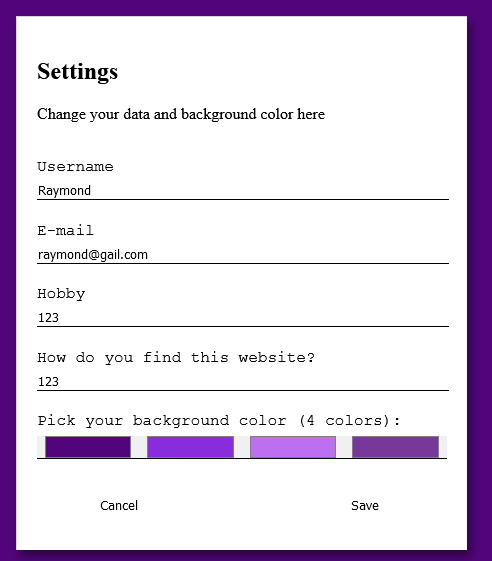 Settings
Change your data and background color here
Username
Raymond
E-mail
raymond@gail.com
Hobby
123
How do you find this website?
123
Pick your background color (4 colors):
Cancel Save